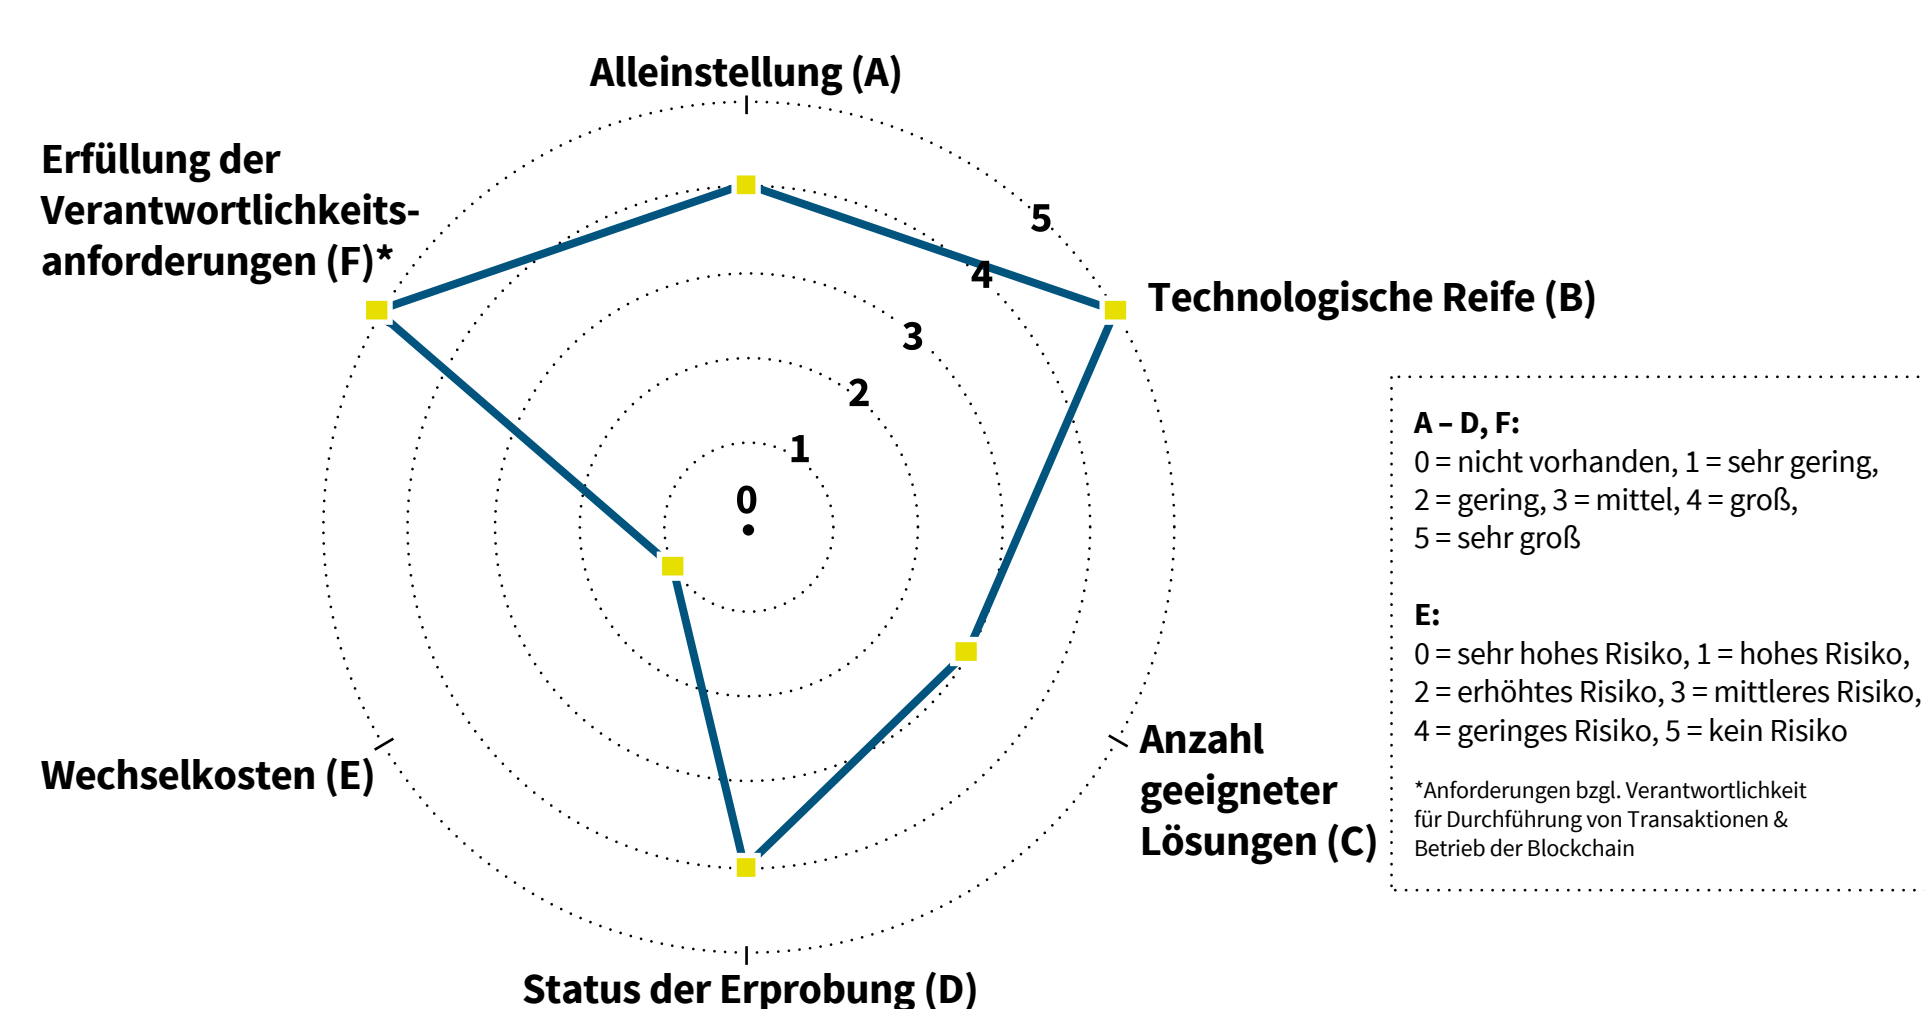 Alleinstellung (A)
Erfüllung der
Verantwortlichkeits-
anforderungen (F)*
5
4
3
2
1
0
Technologische Reife (B)
Wechselkosten (E)
Anzahl
geeigneter
Lösungen (C)
Status der Erprobung (D)
A – D, F:
0 = nicht vorhanden, 1 = sehr gering,
2 = gering, 3 = mittel, 4 = groß,
5 = sehr groß
E:
0 = sehr hohes Risiko, 1 = hohes Risiko,
2 = erhöhtes Risiko, 3 = mittleres Risiko,
4 = geringes Risiko, 5 = kein Risiko
*Anforderungen bzgl. Verantwortlichkeit
für Durchführung von Transaktionen &
Betrieb der Blockchain